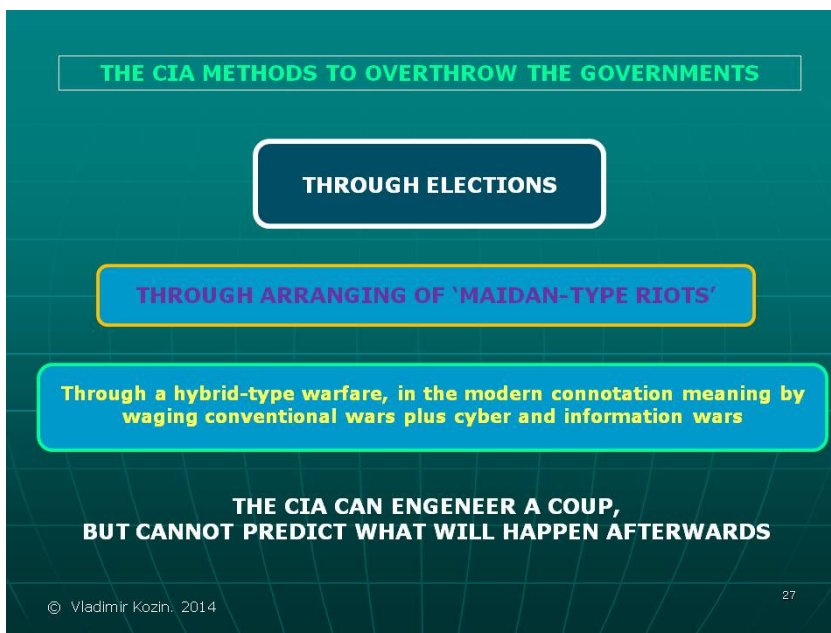 THE CIA METHODS TO OVERTHROW THE GOVERNMENTS
THROUGH ELECTIONS
THROUGH ARRANGING OF ‘MAIDAN-TYPE RIOTS’
Through a hybrid-type warfare, in the modern connotation meaning by
waging conventional wars plus cyber and information wars
THE CIA CAN ENGENEER A COUP,
BUT CANNOT PREDICT WHAT WILL HAPPEN AFTERWARDS
© Vladimir Kozin. 2014
27